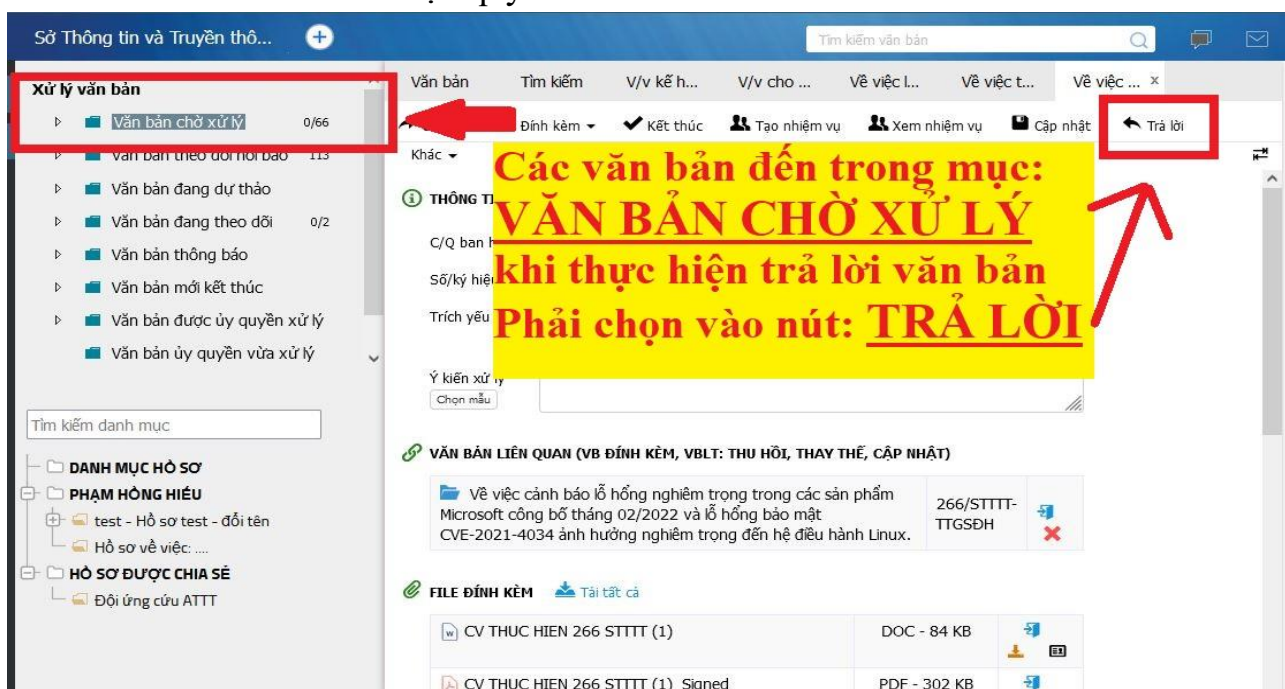 Sở Thông tin và Truyền thô...
Tìm kiếm văn bản
Xử lý văn bản
Văn bản chờ xử lý 0/66
Văn bản theo dõi hồi báo 113
Văn bản đang dự thảo
Văn bản đang theo dõi 0/2
Văn bản thông báo
Văn bản mới kết thúc
Văn bản được ủy quyền xử lý
Văn bản ủy quyền vừa xử lý
Tìm kiếm danh mục
DANH MỤC HỒ SƠ
PHẠM HỒNG HIẾU
test - Hồ sơ test - đổi tên
Hồ sơ về việc: ....
HỒ SƠ ĐƯỢC CHIA SẺ
Đội ứng cứu ATTT
Văn bản Tìm kiếm V/v kế h... V/v cho ... Về việc l... Về việc t... Về việc ... x
Đính kèm Kết thúc Tạo nhiệm vụ Xem nhiệm vụ Cập nhật Trả lời
Khác
Các văn bản đến trong mục:
VĂN BẢN CHỜ XỬ LÝ
khi thực hiện trả lời văn bản
Phải chọn vào nút: TRẢ LỜI
THÔNG
C/Q ban
Số/ký
Trích yếu
Ý kiến xử lý
Chọn mẫu
VĂN BẢN LIÊN QUAN (VB ĐÍNH KÈM, VBLT: THU HỒI, THAY THẾ, CẬP NHẬT)
Về việc cảnh báo lỗ hổng nghiêm trọng trong các sản phẩm
Microsoft công bố tháng 02/2022 và lỗ hổng bảo mật
CVE-2021-4034 ảnh hưởng nghiêm trọng đến hệ điều hành Linux.
266/STTTT-
TTGSĐH
FILE ĐÍNH KÈM Tải tất cả
CV THUC HIEN 266 STTTT (1) DOC - 84 KB
CV THUC HIEN 266 STTTT (1)_Signed PDF - 302 KB